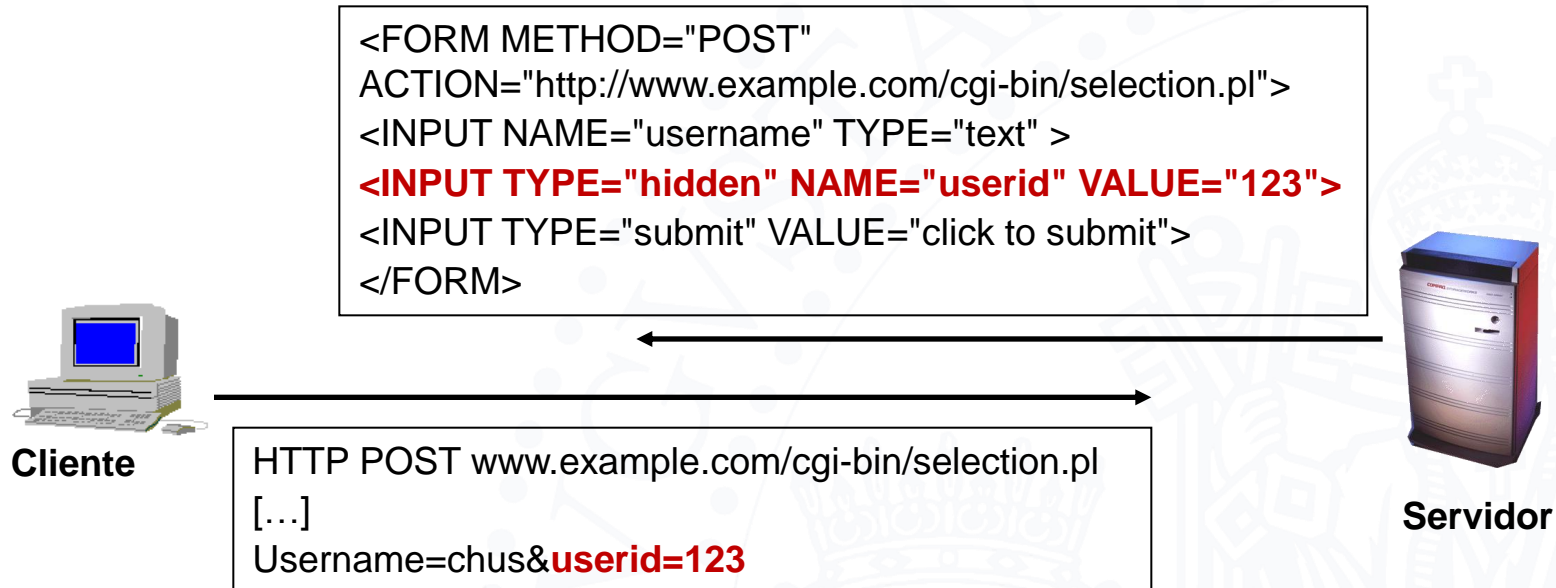 <FORM METHOD="POST"
ACTION="http://www.example.com/cgi-bin/selection.pl">
<INPUT NAME="username" TYPE="text" >
<INPUT TYPE="hidden" NAME="userid" VALUE="123">
<INPUT TYPE="submit" VALUE="click to submit">
</FORM>
Cliente
HTTP POST www.example.com/cgi-bin/selection.pl
[…]
Username=chus&userid=123
Servidor